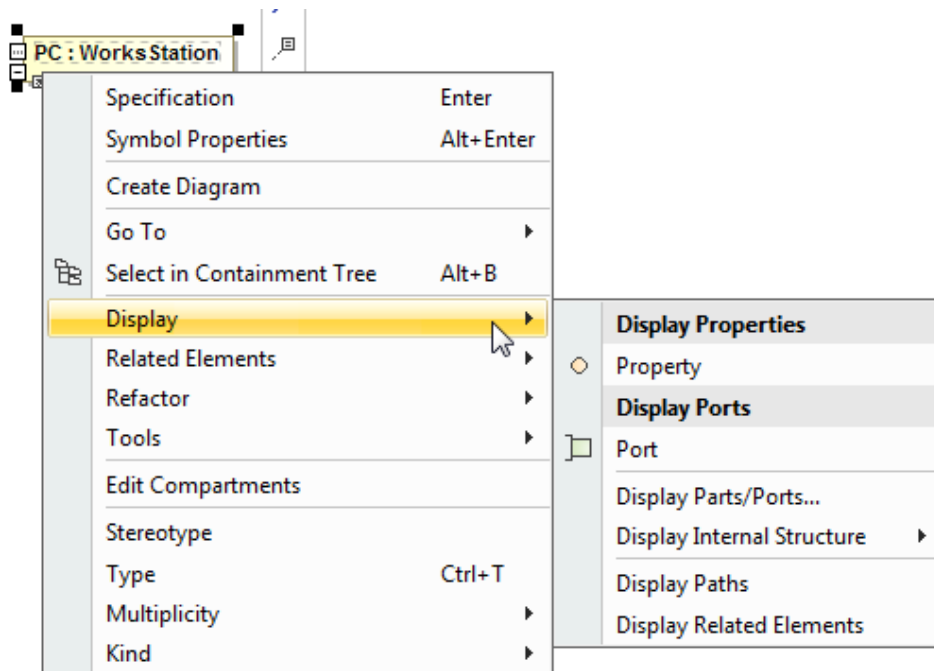 PC : WorksStation
Specification Enter
Symbol Properties Alt+Enter
Create Diagram
Go To
Select in Containment Tree Alt+B
Display
Related Elements
Refactor
Tools
Edit Compartments
Stereotype
Type Ctrl+T
Multiplicity
Kind
Display Properties
Property
Display Ports
Port
Display Parts/Ports...
Display Internal Structure
Display Paths
Display Related Elements